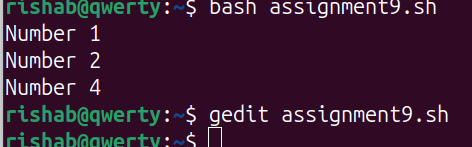 rishab@qwerty:~$ bash assignment9.sh
Number 1
Number 2
Number 4
rishab@qwerty:~$ gedit assignment9.sh
rishab@qwerty:~$